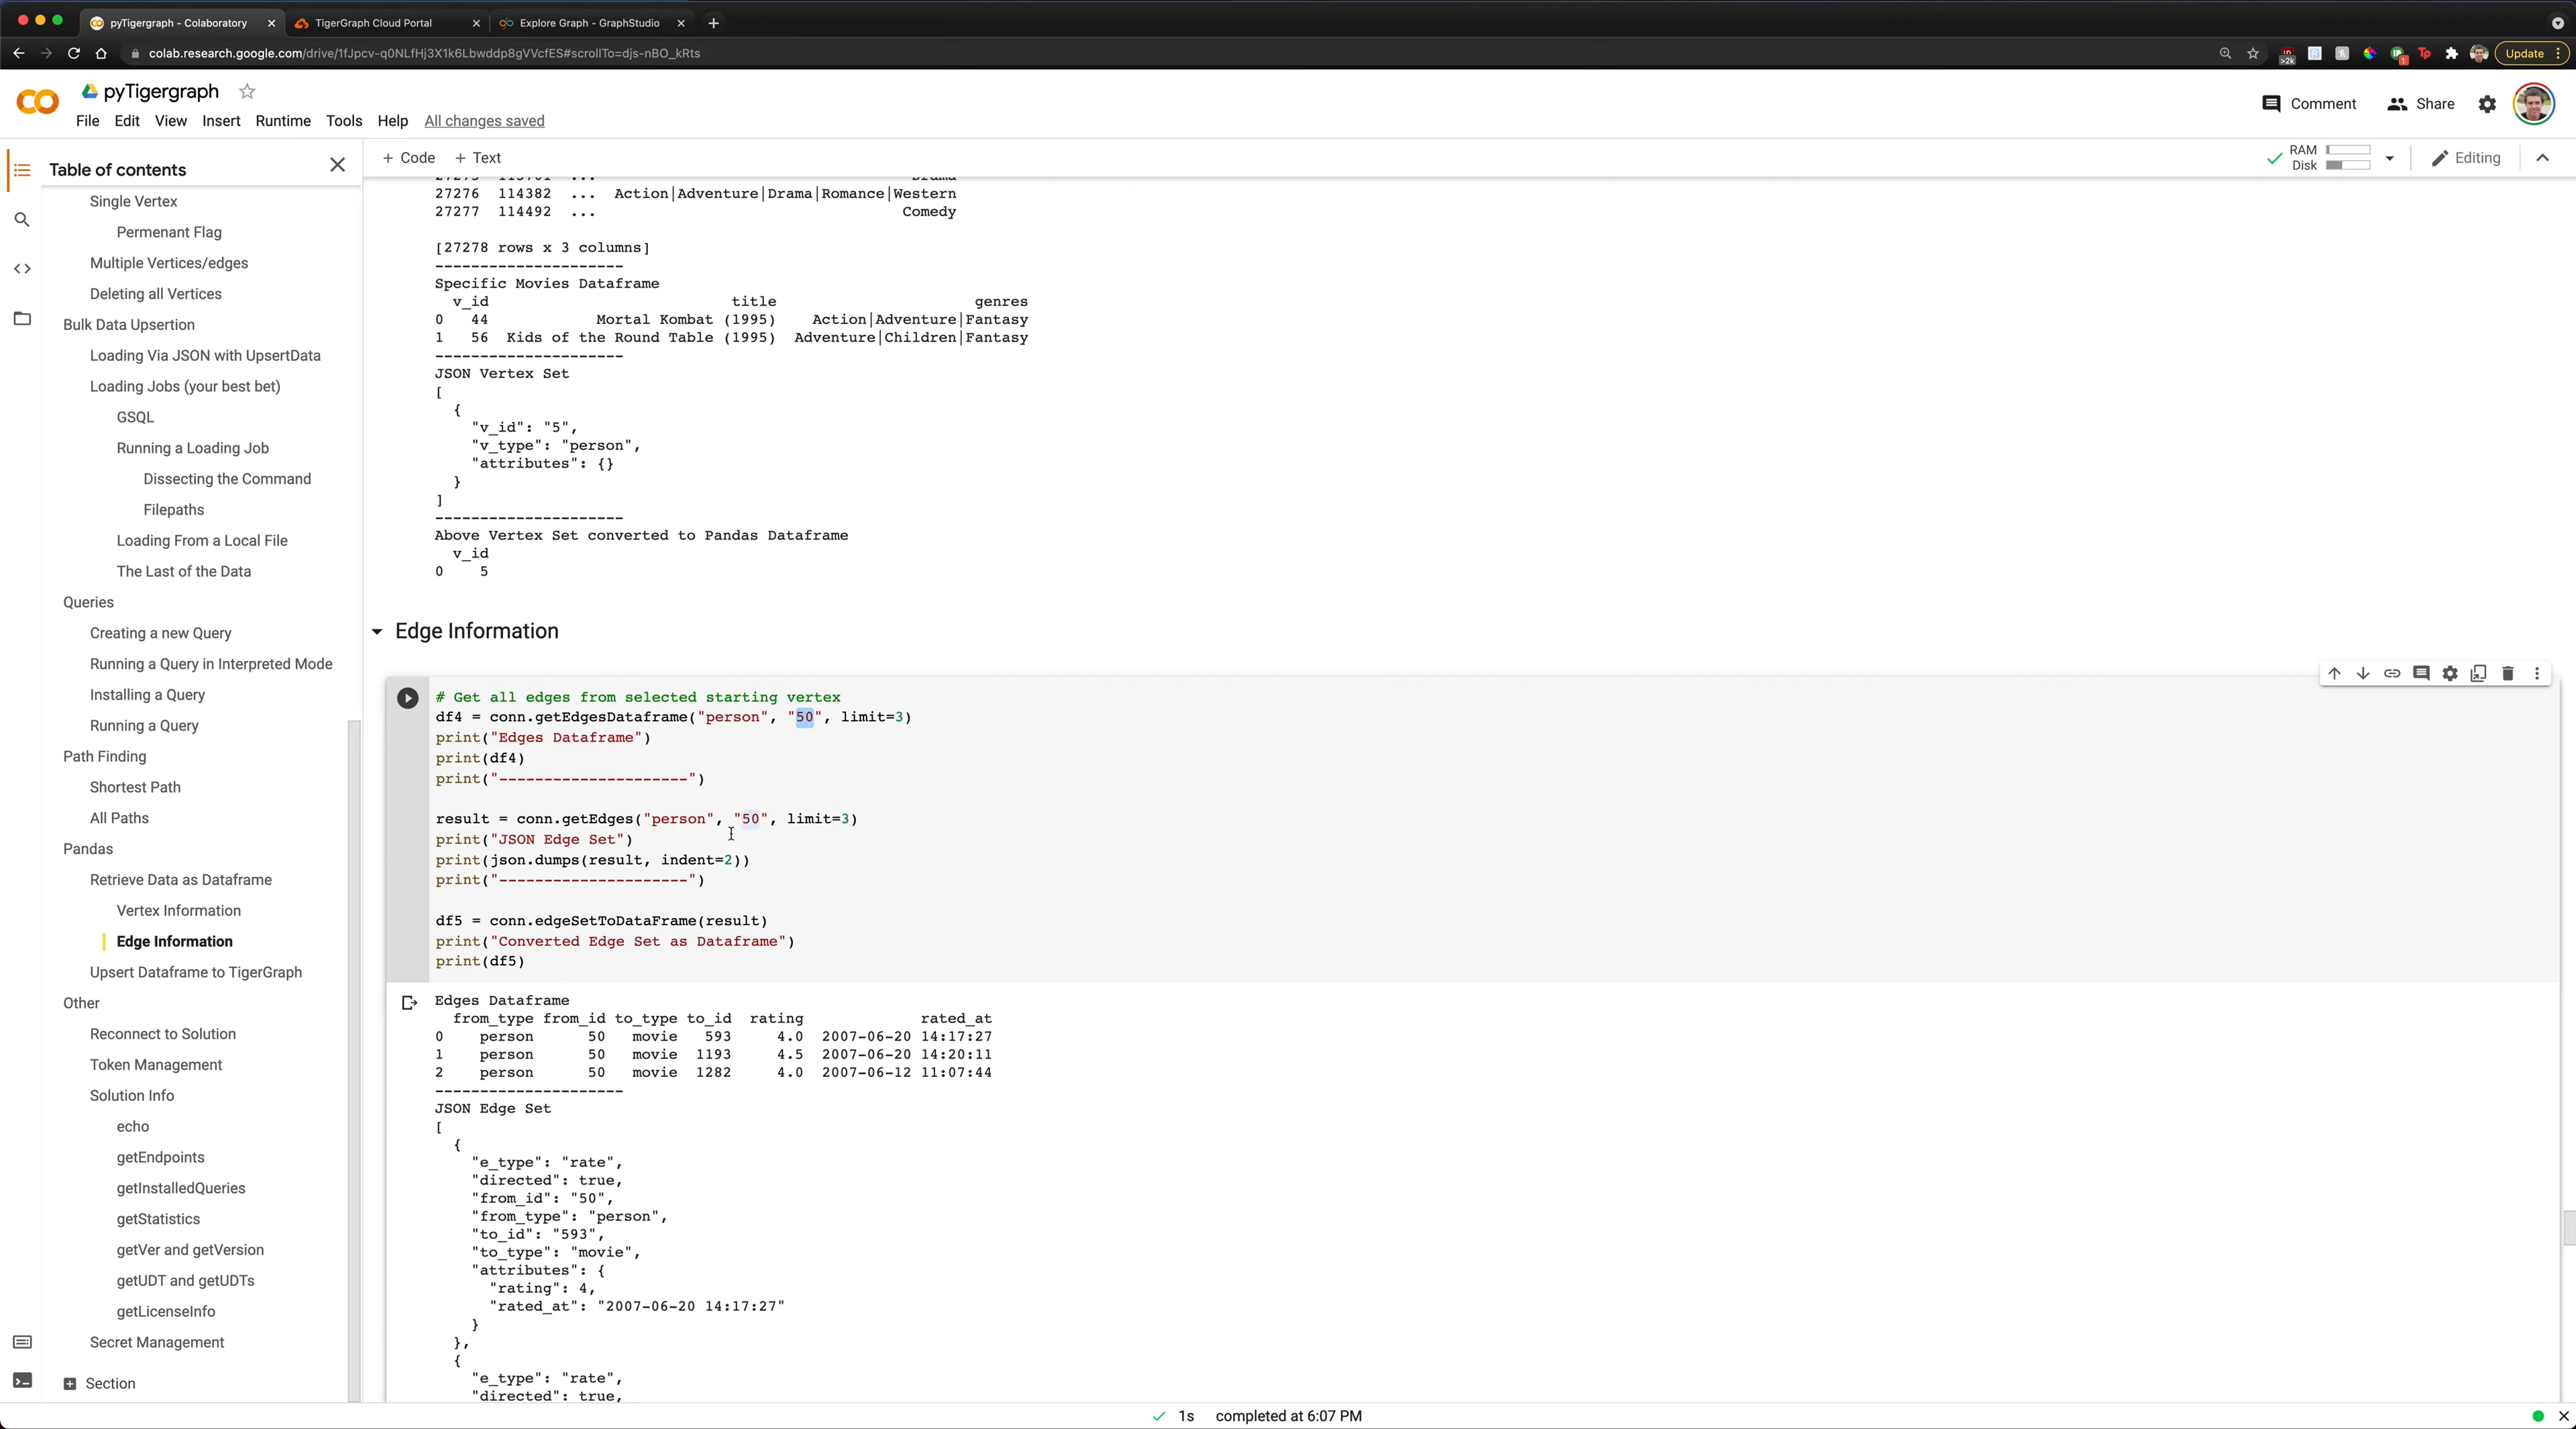 pyTigergraph - Colaboratory
TigerGraph Cloud Portal
Explore Graph - GraphStudio
colab.research.google.com/drive/1fJpcv-q0NLfHj3X1k6Lbwddp8gVVcfES#scrollTo=djs-nBO_kRts
>2k
1
Update
pyTigergraph
File Edit View Insert Runtime Tools Help All changes saved
Comment
Share
Table of contents
+ Code + Text
RAM
Disk
Editing
Single Vertex
Permenant Flag
Multiple Vertices/edges
Deleting all Vertices
Bulk Data Upsertion
Loading Via JSON with UpsertData
Loading Jobs (your best bet)
GSQL
Running a Loading Job
Dissecting the Command
Filepaths
Loading From a Local File
The Last of the Data
Queries
Creating a new Query
Running a Query in Interpreted Mode
Installing a Query
Running a Query
Path Finding
Shortest Path
All Paths
Pandas
Retrieve Data as Dataframe
Vertex Information
Edge Information
Upsert Dataframe to TigerGraph
Other
Reconnect to Solution
Token Management
Solution Info
echo
getEndpoints
getInstalledQueries
getStatistics
getVer and getVersion
getUDT and getUDTs
getLicenseInfo
Secret Management
Section
27276 114382 ... Action|Adventure|Drama|Romance|Western
27277 114492 ... Comedy
[27278 rows x 3 columns]
---------------------
Specific Movies Dataframe
v_id title genres
0 44 Mortal Kombat (1995) Action|Adventure|Fantasy
1 56 Kids of the Round Table (1995) Adventure|Children|Fantasy
---------------------
JSON Vertex Set
[
{
"v_id": "5",
"v_type": "person",
"attributes": {}
}
]
---------------------
Above Vertex Set converted to Pandas Dataframe
v_id
0 5
Edge Information
# Get all edges from selected starting vertex
df4 = conn.getEdgesDataframe("person", "50", limit=3)
print("Edges Dataframe")
print(df4)
print("---------------------")
result = conn.getEdges("person", "50", limit=3)
print("JSON Edge Set")
print(json.dumps(result, indent=2))
print("---------------------")
df5 = conn.edgeSetToDataFrame(result)
print("Converted Edge Set as Dataframe")
print(df5)
Edges Dataframe
from_type from_id to_type to_id rating rated_at
0 person 50 movie 593 4.0 2007-06-20 14:17:27
1 person 50 movie 1193 4.5 2007-06-20 14:20:11
2 person 50 movie 1282 4.0 2007-06-12 11:07:44
---------------------
JSON Edge Set
[
{
"e_type": "rate",
"directed": true,
"from_id": "50",
"from_type": "person",
"to_id": "593",
"to_type": "movie",
"attributes": {
"rating": 4,
"rated_at": "2007-06-20 14:17:27"
}
},
{
"e_type": "rate",
"directed": true,
1s completed at 6:07 PM